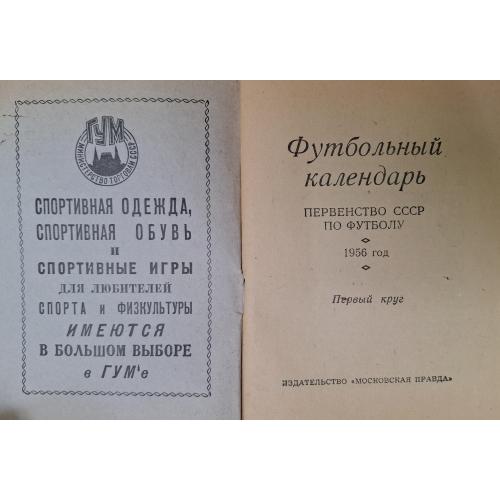 ГУМ
МИНИСТЕРСТВО ТОРГОВЛИ СССР
СПОРТИВНАЯ ОДЕЖДА,
СПОРТИВНАЯ ОБУВЬ
И
СПОРТИВНЫЕ ИГРЫ
ДЛЯ ЛЮБИТЕЛЕЙ
СПОРТА и ФИЗКУЛЬТУРЫ
ИМЕЮТСЯ
В БОЛЬШОМ ВЫБОРЕ
в ГУМ'е
Футбольный
календарь
ПЕРВЕНСТВО СССР
ПО ФУТБОЛУ
1956 год
Первый круг
ИЗДАТЕЛЬСТВО «МОСКОВСКАЯ ПРАВДА»